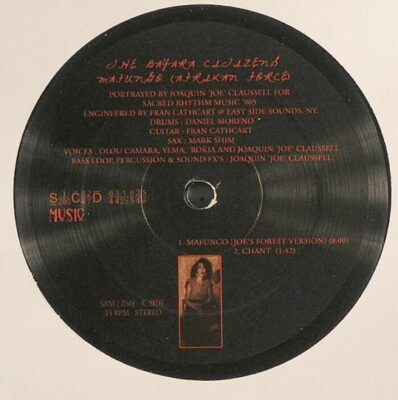 THE BAYARA CITIZENS
MAFUNGO (AFRIKAN FORCE)
PORTRAYED BY JOAQUIN 'JOE' CLAUSSELL FOR
SACRED RHYTHM MUSIC '005
ENGINEERED BY FRAN CATHCART @ EAST SIDE SOUNDS, NY.
DRUMS : DANIEL MORENO
GUITAR : FRAN CATHCART
SAX : MARK SHIM
VOICES : OLOU CAMARA, YEMA, ROKIA AND JOAQUIN 'JOE' CLAUSSELL
BASS LOOP, PERCUSSION & SOUND FX'S : JOAQUIN 'JOE' CLAUSSELL
MUSIC
1. MAFUNGO [JOE'S FOREST VERSION] (8:00)
2. CHANT (1:42)
SRM [256] C SIDE
33 RPM STEREO